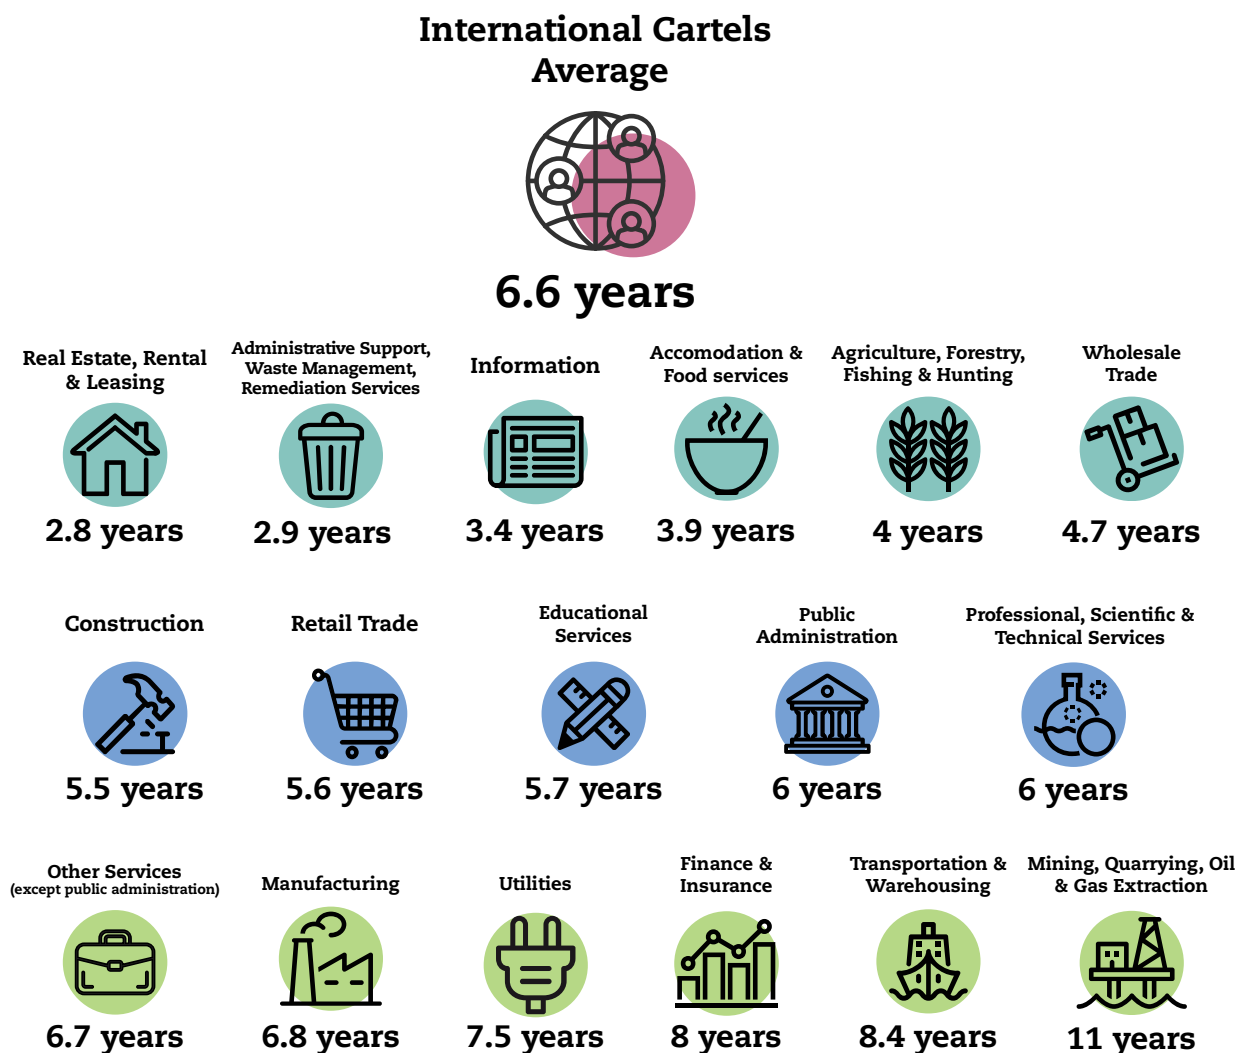 International Cartels
Average
6.6 years
Real Estate, Rental
& Leasing
2.8 years
Administrative Support,
Waste Management,
Remediation Services
2.9 years
Information
3.4 years
Accomodation &
Food services
3.9 years
Agriculture, Forestry,
Fishing & Hunting
4 years
Wholesale
Trade
4.7 years
Construction
5.5 years
Retail Trade
5.6 years
Educational
Services
5.7 years
Public
Administration
6 years
Professional, Scientific &
Technical Services
6 years
Other Services
(except public administration)
6.7 years
Manufacturing
6.8 years
Utilities
7.5 years
Finance &
Insurance
8 years
Transportation &
Warehousing
8.4 years
Mining, Quarrying, Oil
& Gas Extraction
11 years